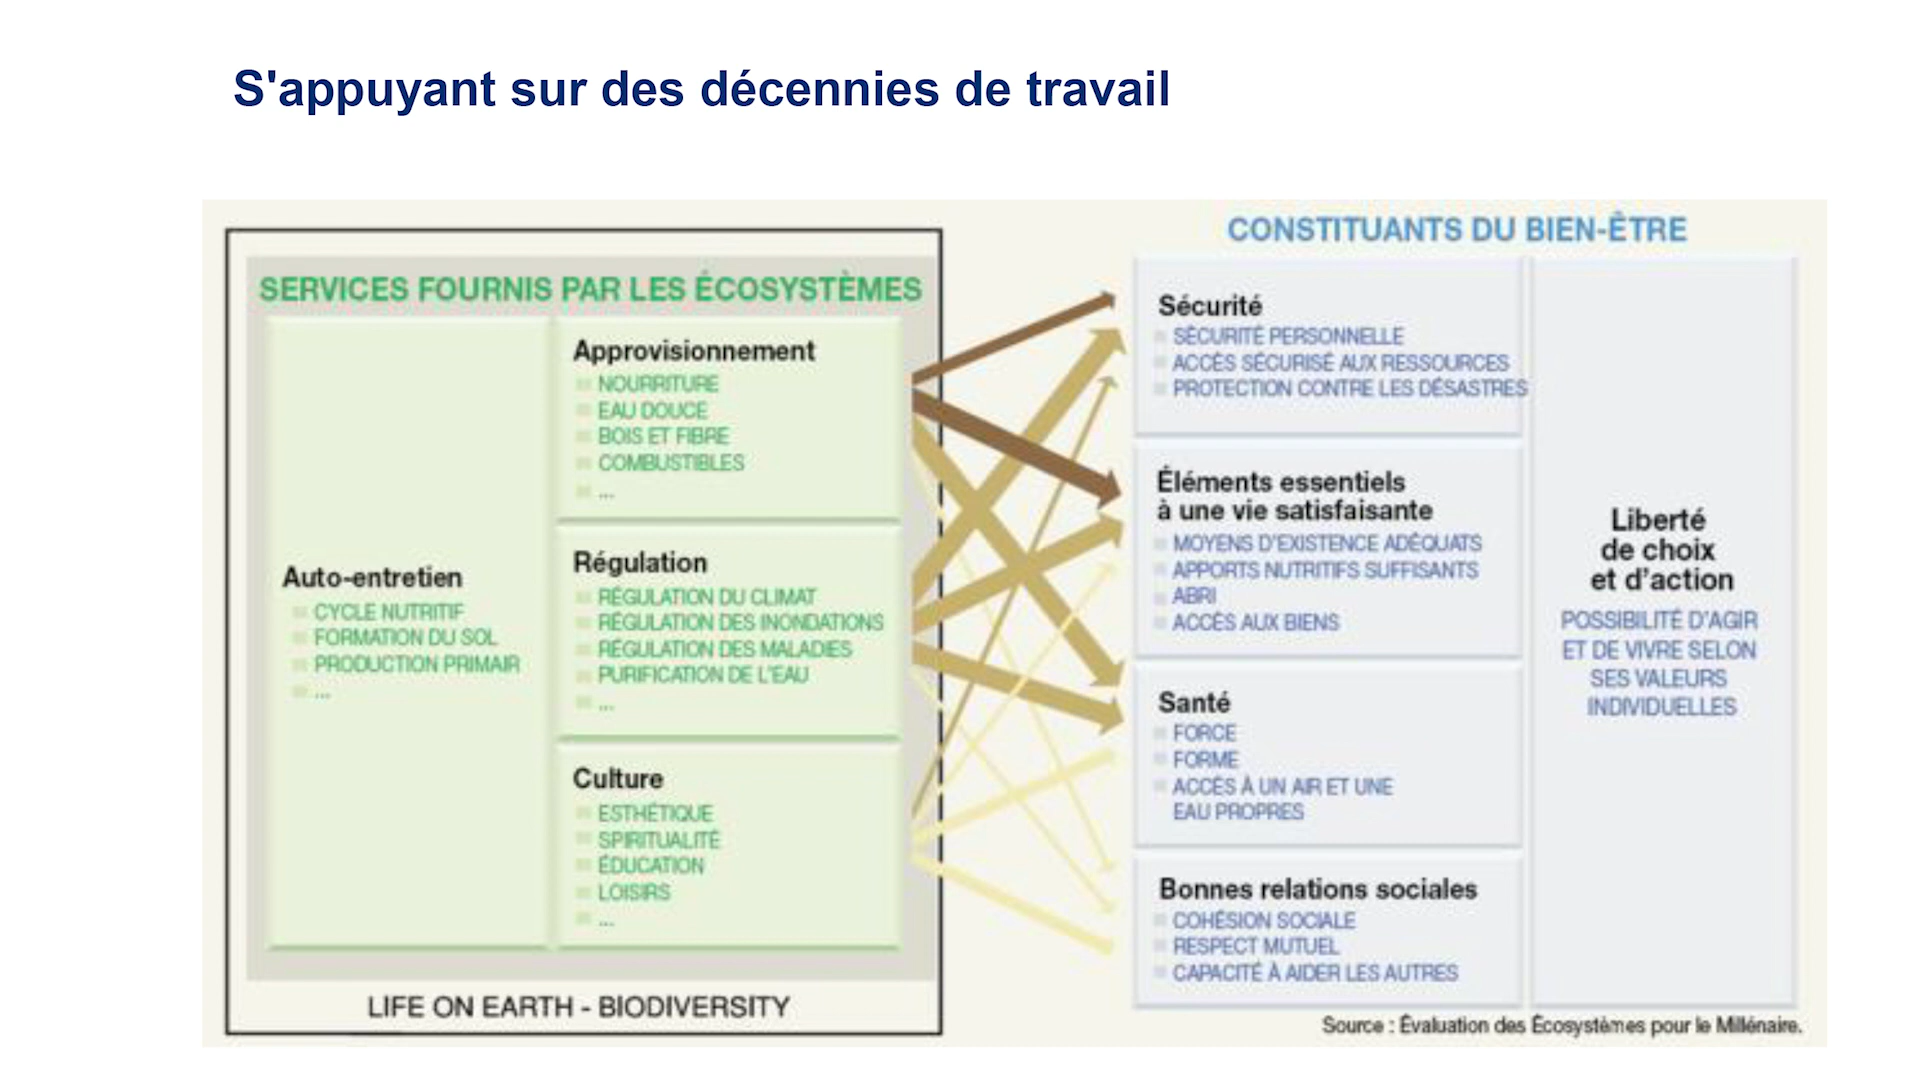 S'appuyant sur des décennies de travail
CONSTITUANTS DU BIEN-ÊTRE
SERVICES FOURNIS PAR LES ÉCOSYSTÈMES
Auto-entretien
CYCLE NUTRITIF
FORMATION DU SOL
PRODUCTION PRIMAIR
...
Approvisionnement
NOURRITURE
EAU DOUCE
BOIS ET FIBRE
COMBUSTIBLES
...
Régulation
RÉGULATION DU CLIMAT
RÉGULATION DES INONDATIONS
RÉGULATION DES MALADIES
PURIFICATION DE L'EAU
...
Culture
ESTHÉTIQUE
SPIRITUALITÉ
ÉDUCATION
LOISIRS
...
LIFE ON EARTH - BIODIVERSITY
Sécurité
SÉCURITÉ PERSONNELLE
ACCÈS SÉCURISÉ AUX RESSOURCES
PROTECTION CONTRE LES DÉSASTRES
Éléments essentiels
à une vie satisfaisante
MOYENS D'EXISTENCE ADÉQUATS
APPORTS NUTRITIFS SUFFISANTS
ABRI
ACCÈS AUX BIENS
Santé
FORCE
FORME
ACCÈS À UN AIR ET UNE
EAU PROPRES
Bonnes relations sociales
COHÉSION SOCIALE
RESPECT MUTUEL
CAPACITÉ À AIDER LES AUTRES
Liberté
de choix
et d'action
POSSIBILITÉ D'AGIR
ET DE VIVRE SELON
SES VALEURS
INDIVIDUELLES
Source : Évaluation des Écosystèmes pour le Millénaire.